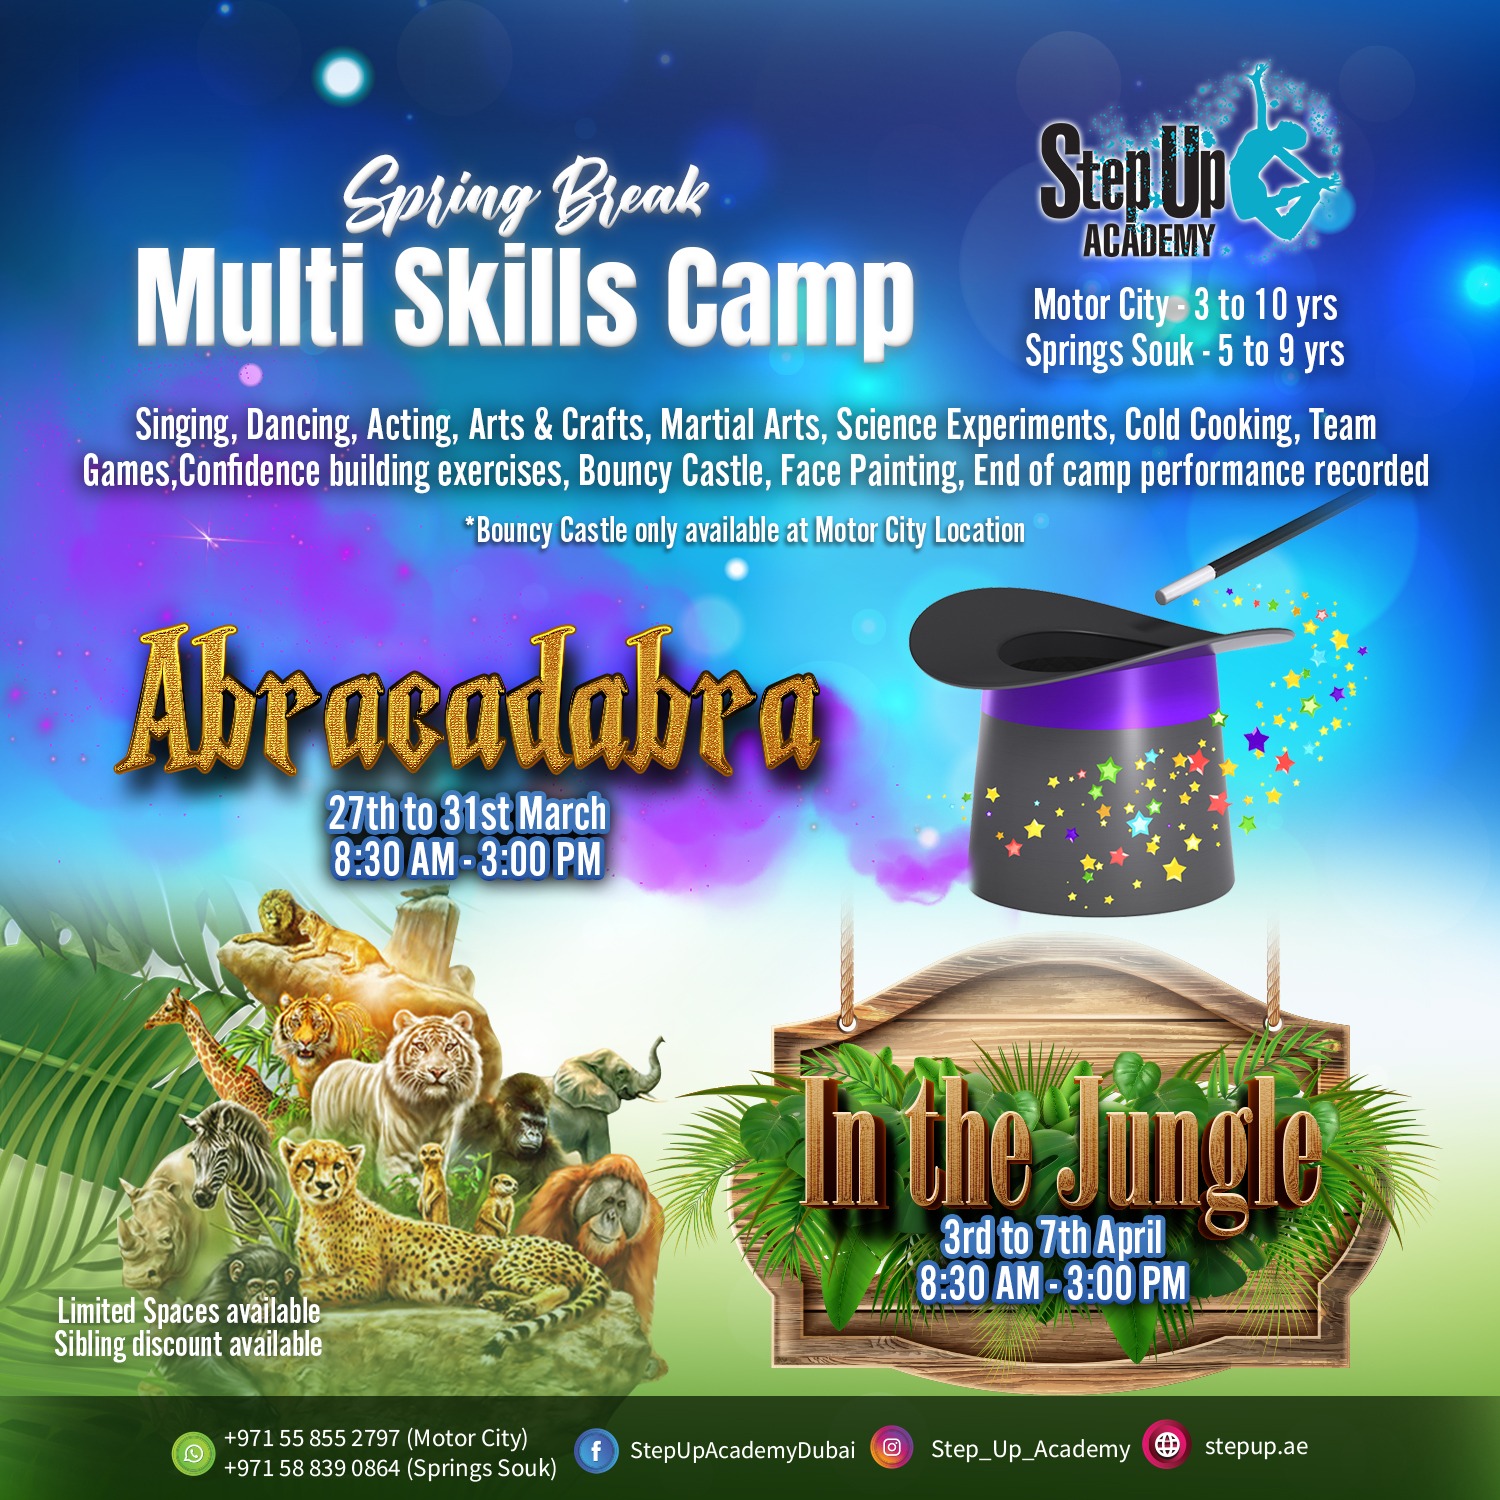 Spring Break
Multi Skills Camp
Step Up
ACADEMY
Motor City - 3 to 10 yrs
Springs Souk - 5 to 9 yrs
Singing, Dancing, Acting, Arts & Crafts, Martial Arts, Science Experiments, Cold Cooking, Team
Games,Confidence building exercises, Bouncy Castle, Face Painting, End of camp performance recorded
*Bouncy Castle only available at Motor City Location
Abracadabra
27th to 31st March
8:30 AM - 3:00 PM
In the Jungle
3rd to 7th April
8:30 AM - 3:00 PM
Limited Spaces available
Sibling discount available
+971 55 855 2797 (Motor City)
+971 58 839 0864 (Springs Souk)
StepUpAcademyDubai
Step_Up_Academy
stepup.ae